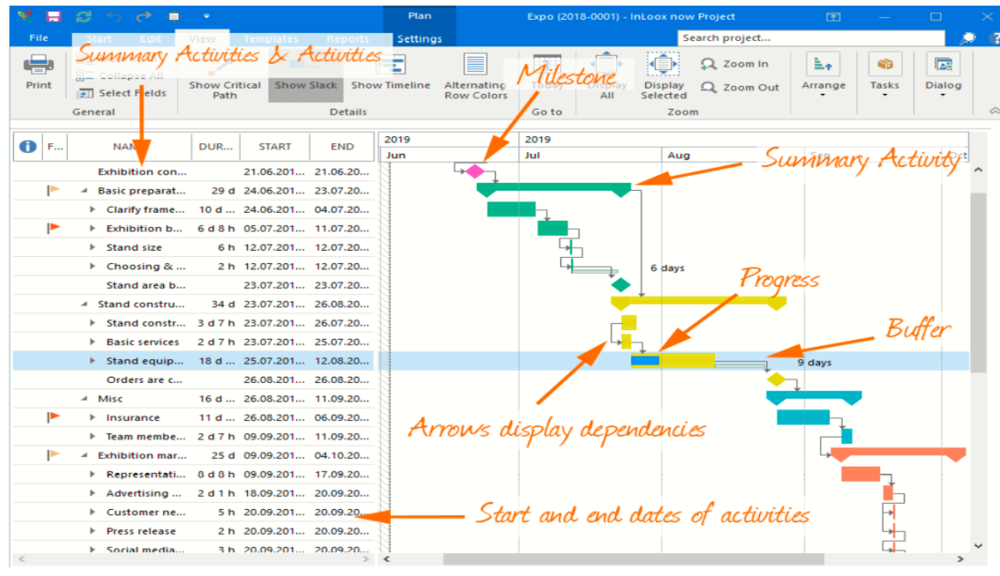 Plan
Expo (2018-0001) - InLoox now Project
File Start Edit View Templates Reports Settings
Search project...
Summary Activities & Activities
Collapse All
Select Fields
Print
Show Critical Path
Show Slack
Show Timeline
Alternating Row Colors
Milestone
Today
Display All
Display Selected
Zoom In
Zoom Out
Arrange
Tasks
Dialog
General Details Go to Zoom
F... DUR... START END
2019 2019
Jun Jul Aug Sep Oct
Exhibition con... 21.06.201... 21.06.20...
Summary Activity
Basic preparat... 29 d 24.06.201... 23.07.20...
Clarify frame... 10 d ... 24.06.201... 04.07.20...
Exhibition b... 6 d 8 h 05.07.201... 11.07.20...
Stand size 6 h 12.07.201... 12.07.20...
Choosing & ... 2 h 12.07.201... 12.07.20...
6 days
Stand area b... 23.07.201... 23.07.20...
Progress
Stand constru... 34 d 23.07.201... 26.08.20...
Stand constr... 3 d 7 h 23.07.201... 26.07.20...
Buffer
Basic services 2 d 7 h 23.07.201... 25.07.20...
Stand equip... 18 d ... 25.07.201... 12.08.20...
9 days
Orders are c... 26.08.201... 26.08.20...
Misc 16 d ... 26.08.201... 11.09.20...
Insurance 11 d ... 26.08.201... 06.09.20...
Arrows display dependencies
Team membe... 2 d 7 h 09.09.201... 11.09.20...
Exhibition mar... 25 d 09.09.201... 04.10.20...
Representati... 8 d 8 h 09.09.201... 17.09.20...
Advertising ... 2 d 1 h 18.09.201... 20.09.20...
Customer ne... 5 h 20.09.201... 20.09.20...
Start and end dates of activities
Press release 2 h 20.09.201... 20.09.20...
Social media... 3 h 20.09.201... 20.09.20...